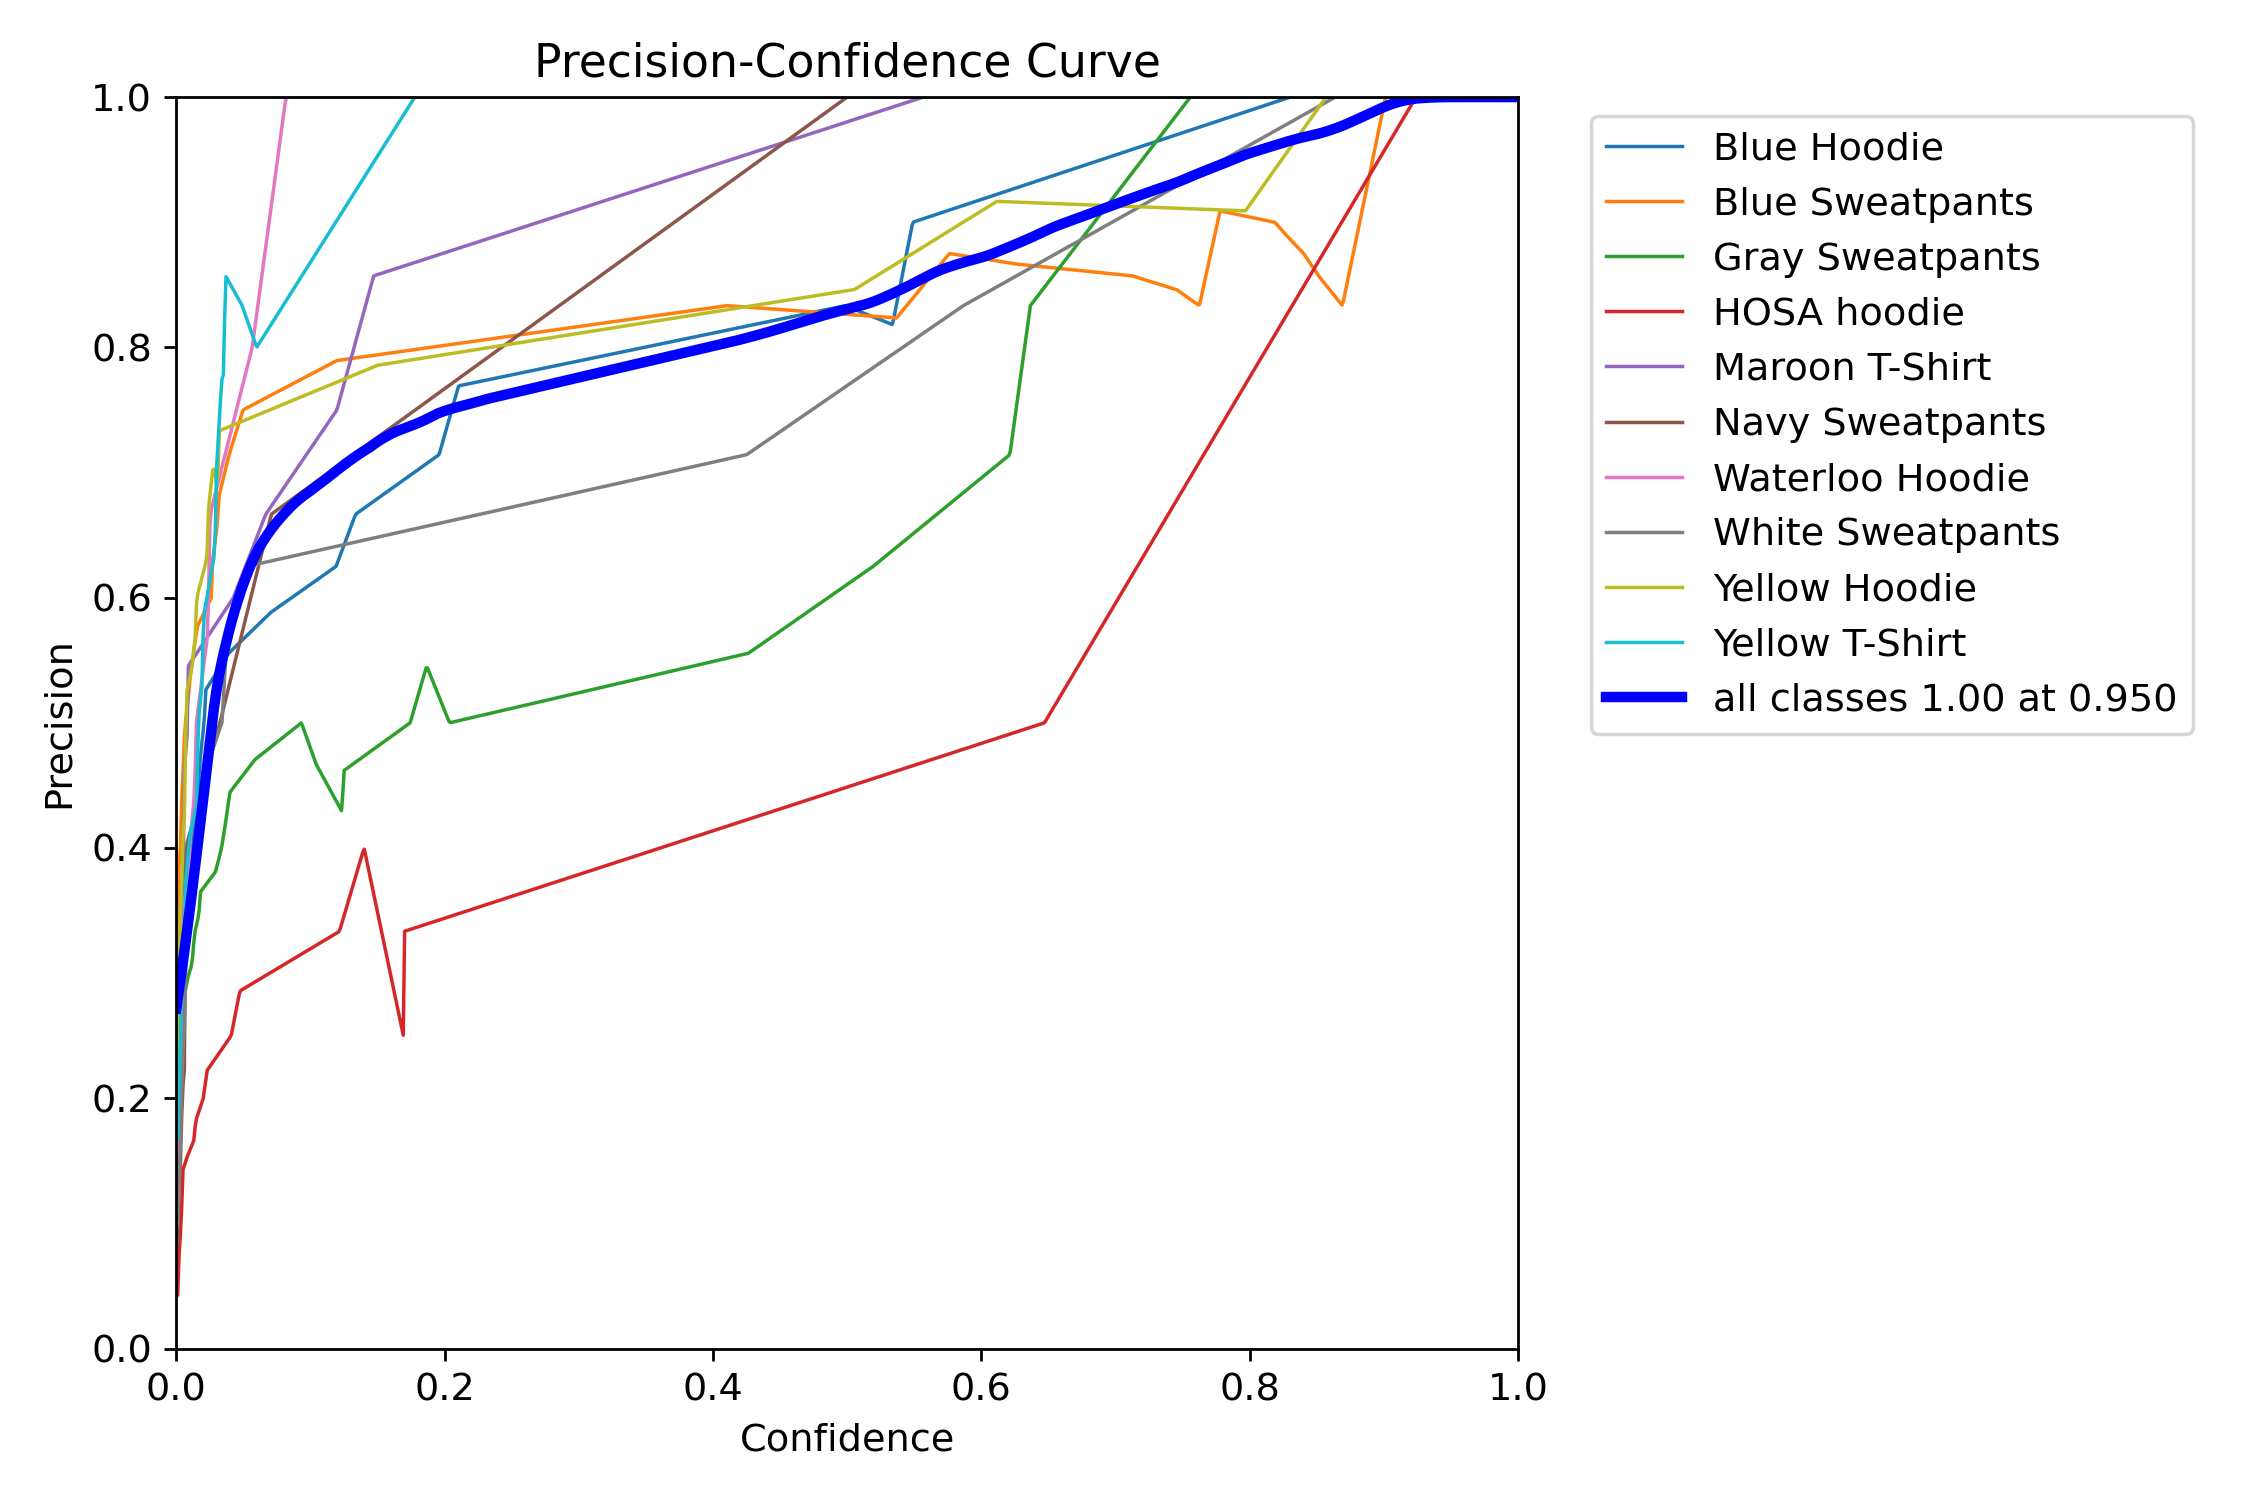 Precision-Confidence Curve
1.0
0.8
0.6
0.4
0.2
0.0
Precision
0.0 0.2 0.4 0.6 0.8 1.0
Confidence
Blue Hoodie
Blue Sweatpants
Gray Sweatpants
HOSA hoodie
Maroon T-Shirt
Navy Sweatpants
Waterloo Hoodie
White Sweatpants
Yellow Hoodie
Yellow T-Shirt
all classes 1.00 at 0.950